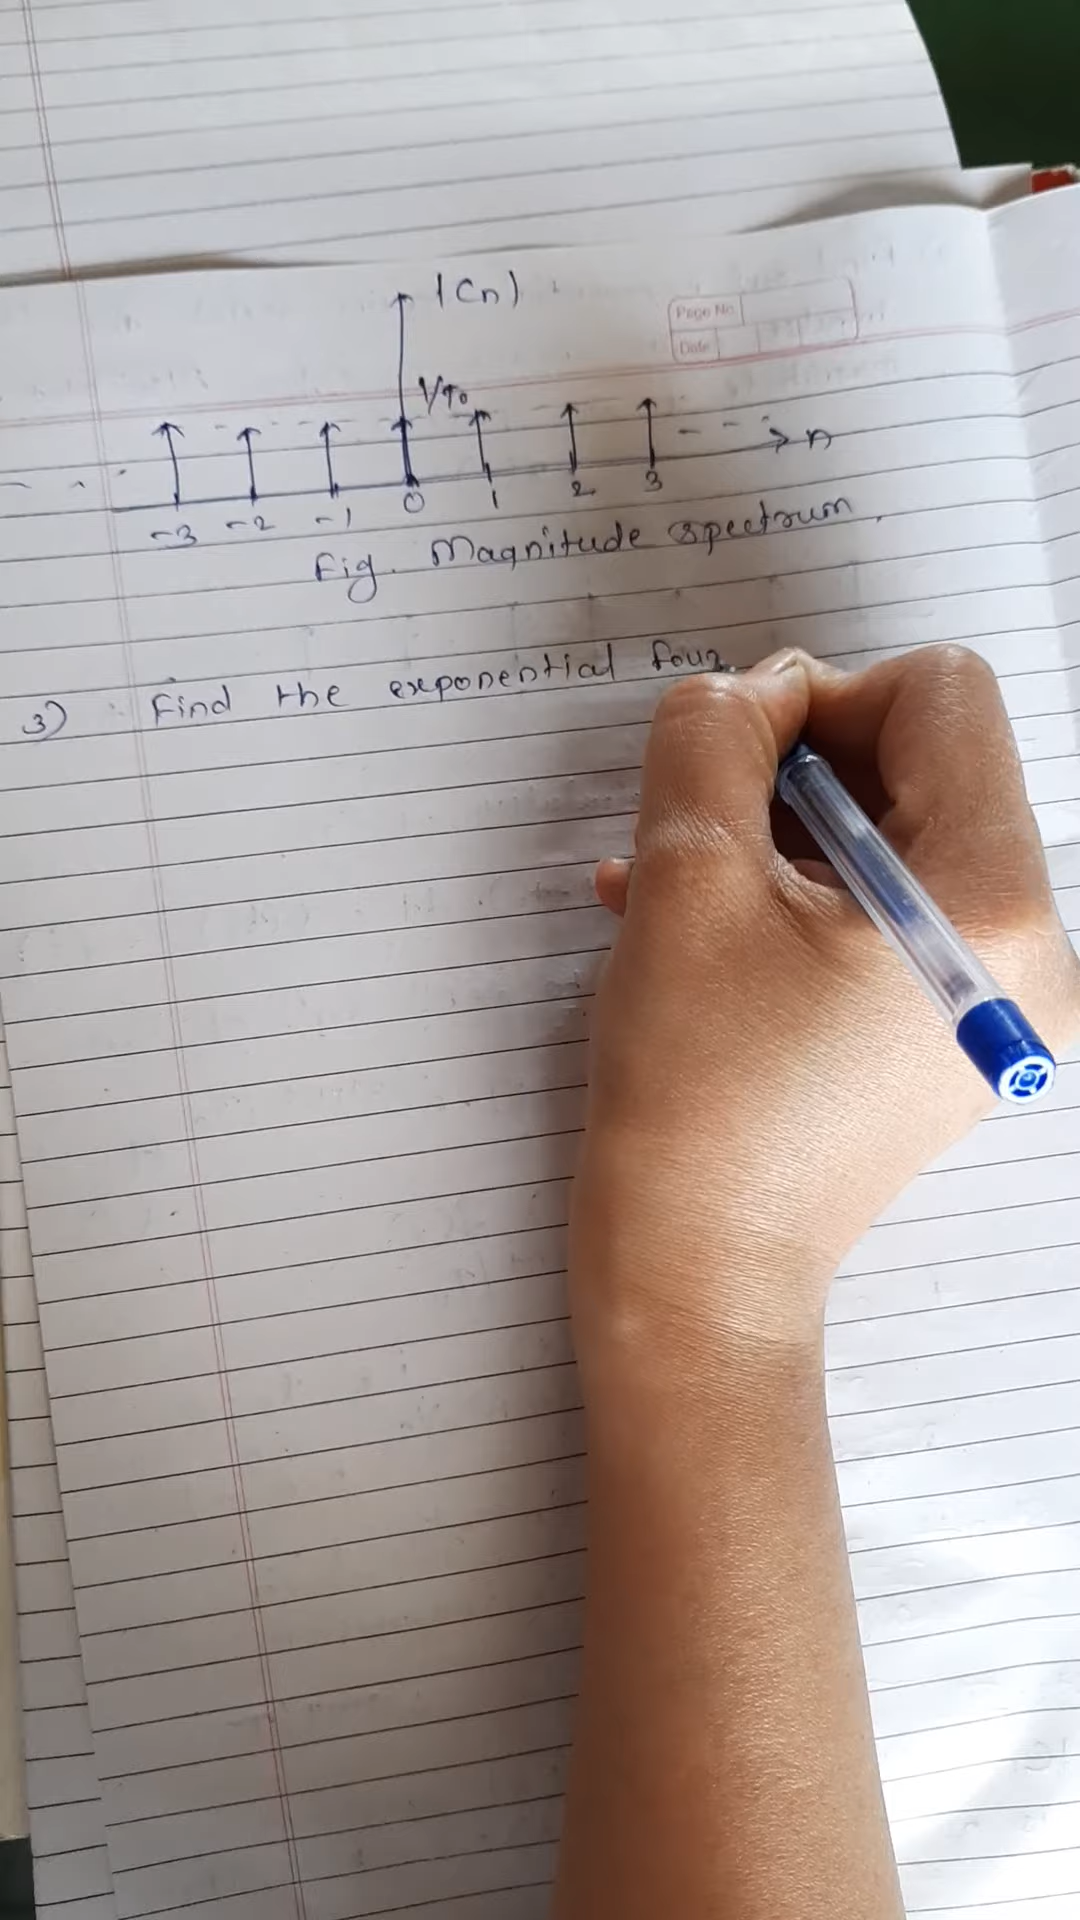 |Cn|
Page No.
Date
1/T0
n
-3 -2 -1 0 1 2 3
Fig. Magnitude spectrum.
3) Find the exponential four